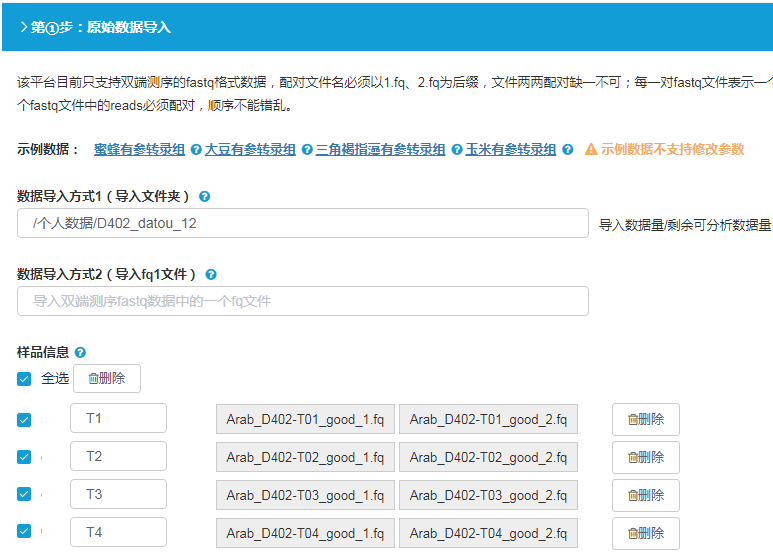 第①步：原始数据导入
该平台目前只支持双端测序的fastq格式数据，配对文件名必须以1.fq、2.fq为后缀，文件两两配对缺一不可；每一对fastq文件表示一个
个fastq文件中的reads必须配对，顺序不能错乱。
示例数据： 蜜蜂有参转录组 ? 大豆有参转录组 ? 三角褐指藻有参转录组 ? 玉米有参转录组 ? 示例数据不支持修改参数
数据导入方式1（导入文件夹） ?
/个人数据/D402_datou_12 导入数据量/剩余可分析数据量
数据导入方式2（导入fq1文件） ?
导入双端测序fastq数据中的一个fq文件
样品信息 ?
全选 删除
T1 Arab_D402-T01_good_1.fq Arab_D402-T01_good_2.fq 删除
T2 Arab_D402-T02_good_1.fq Arab_D402-T02_good_2.fq 删除
T3 Arab_D402-T03_good_1.fq Arab_D402-T03_good_2.fq 删除
T4 Arab_D402-T04_good_1.fq Arab_D402-T04_good_2.fq 删除